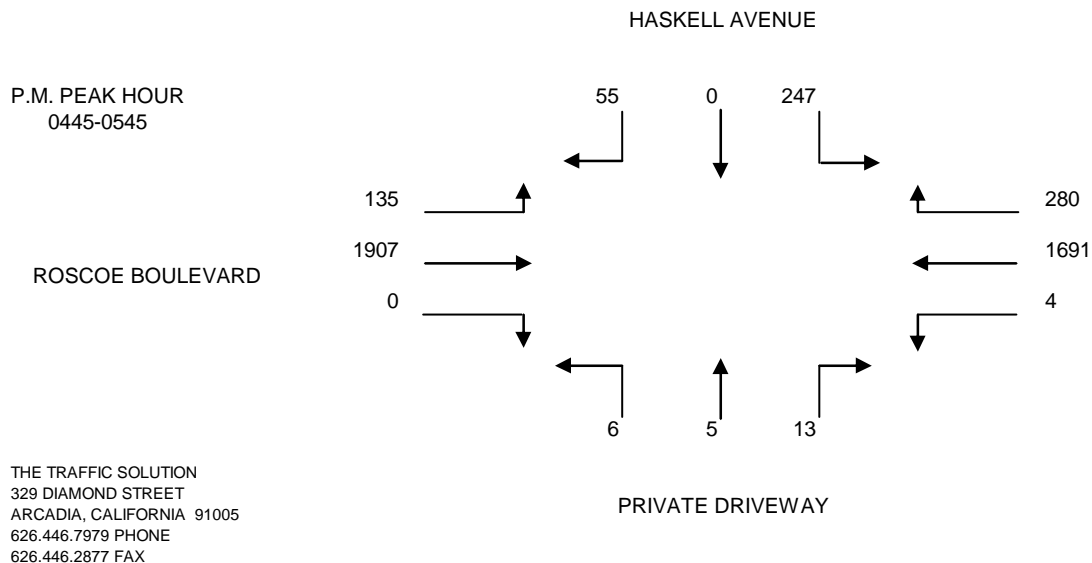 HASKELL AVENUE
P.M. PEAK HOUR
0445-0545
55 0 247
135 280
1907 1691
ROSCOE BOULEVARD
0 4
6 5 13
THE TRAFFIC SOLUTION
329 DIAMOND STREET
ARCADIA, CALIFORNIA 91005
626.446.7979 PHONE
626.446.2877 FAX
PRIVATE DRIVEWAY